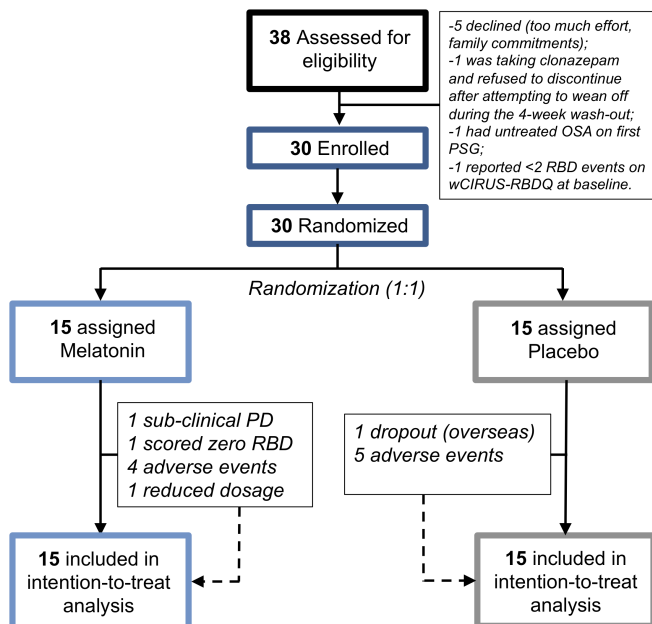 38 Assessed for
eligibility
-5 declined (too much effort,
family commitments);
-1 was taking clonazepam
and refused to discontinue
after attempting to wean off
during the 4-week wash-out;
-1 had untreated OSA on first
PSG;
-1 reported <2 RBD events on
wCIRUS-RBDQ at baseline.
30 Enrolled
30 Randomized
Randomization (1:1)
15 assigned
Melatonin
15 assigned
Placebo
1 sub-clinical PD
1 scored zero RBD
4 adverse events
1 reduced dosage
1 dropout (overseas)
5 adverse events
15 included in
intention-to-treat
analysis
15 included in
intention-to-treat
analysis